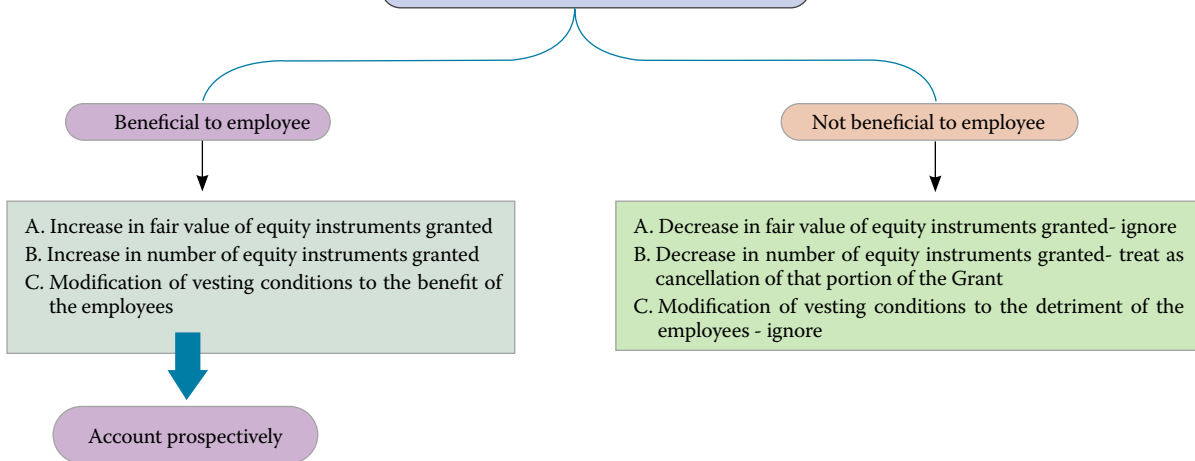 Beneficial to employee
Not beneficial to employee
A. Increase in fair value of equity instruments granted
B. Increase in number of equity instruments granted
C. Modification of vesting conditions to the benefit of
the employees
A. Decrease in fair value of equity instruments granted- ignore
B. Decrease in number of equity instruments granted- treat as
cancellation of that portion of the Grant
C. Modification of vesting conditions to the detriment of the
employees - ignore
Account prospectively